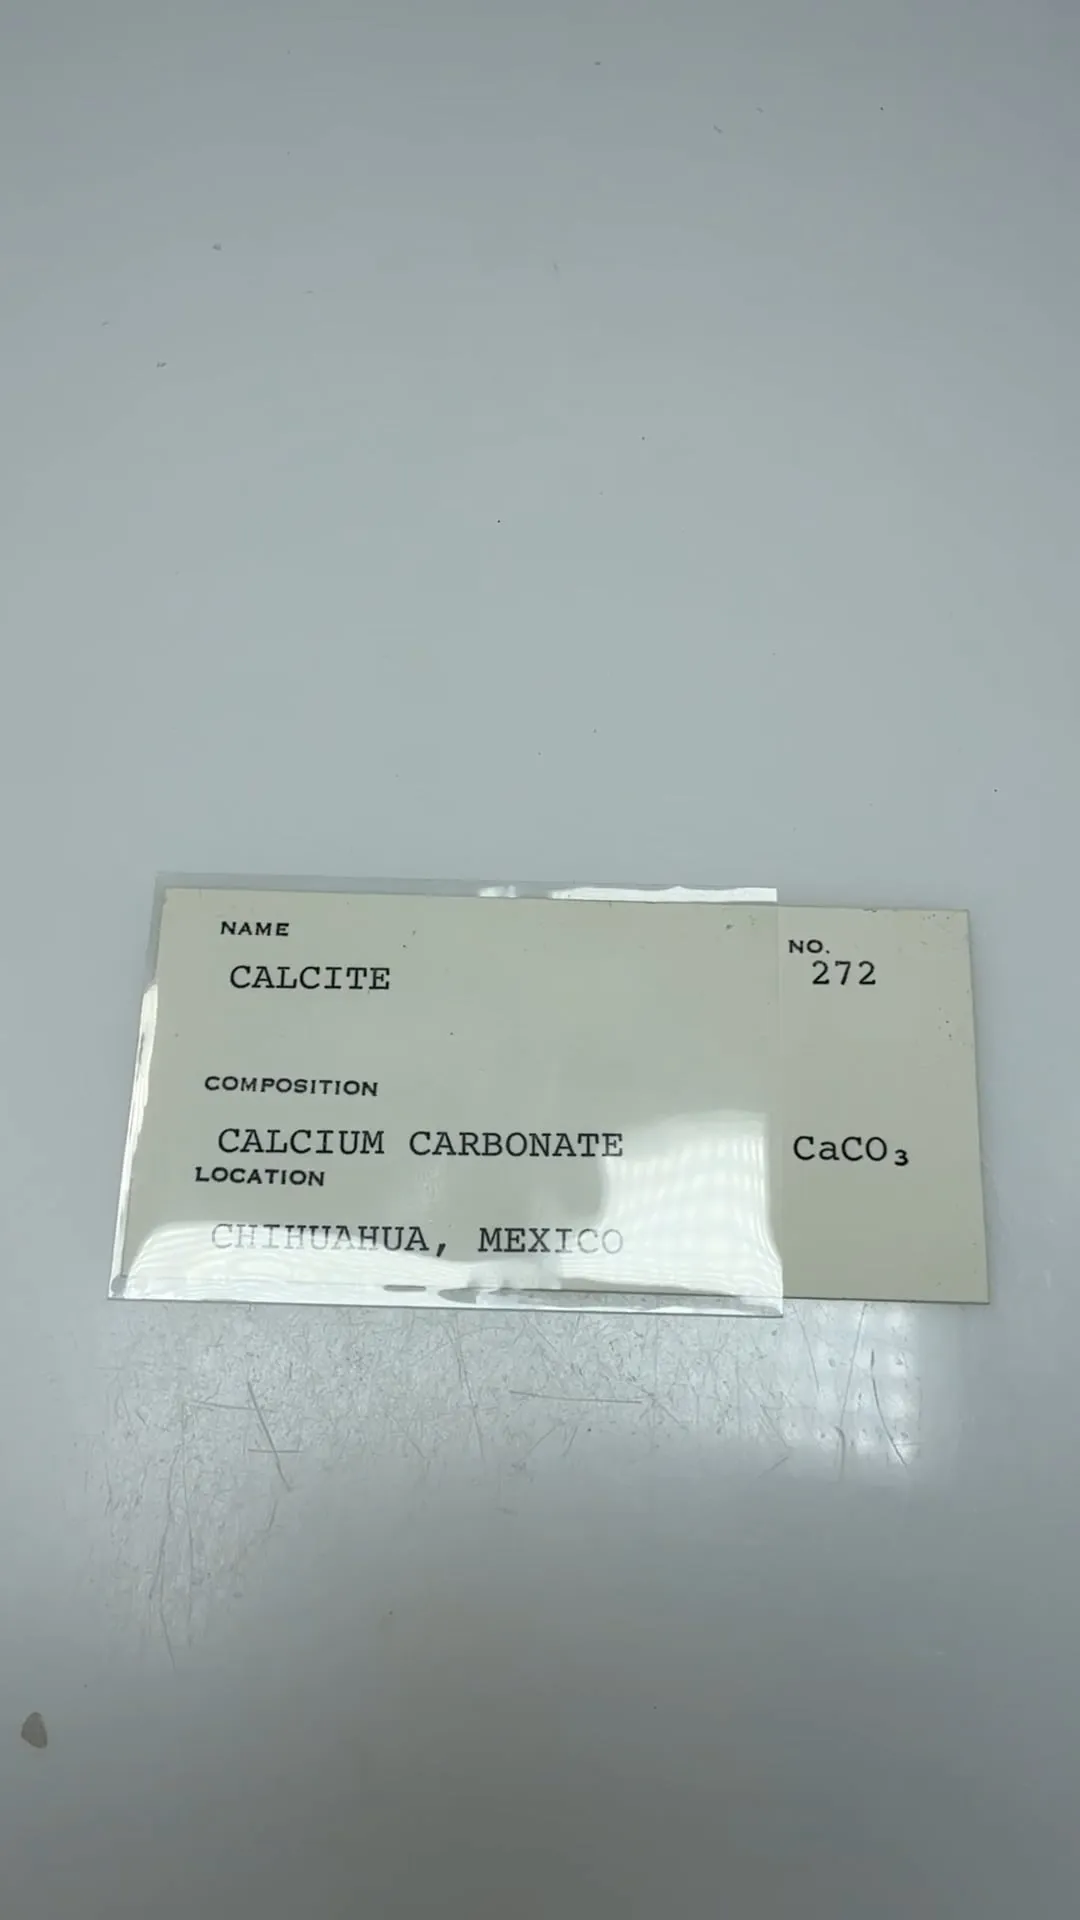 NAME
CALCITE
NO.
272
COMPOSITION
CALCIUM CARBONATE CaCO₃
LOCATION
CHIHUAHUA, MEXICO